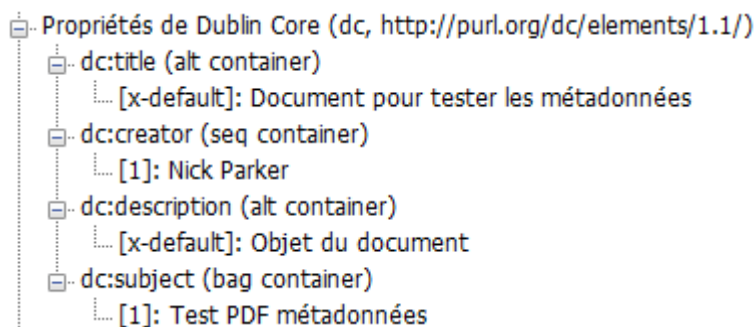 Propriétés de Dublin Core (dc, http://purl.org/dc/elements/1.1/)
dc:title (alt container)
[x-default]: Document pour tester les métadonnées
dc:creator (seq container)
[1]: Nick Parker
dc:description (alt container)
[x-default]: Objet du document
dc:subject (bag container)
[1]: Test PDF métadonnées